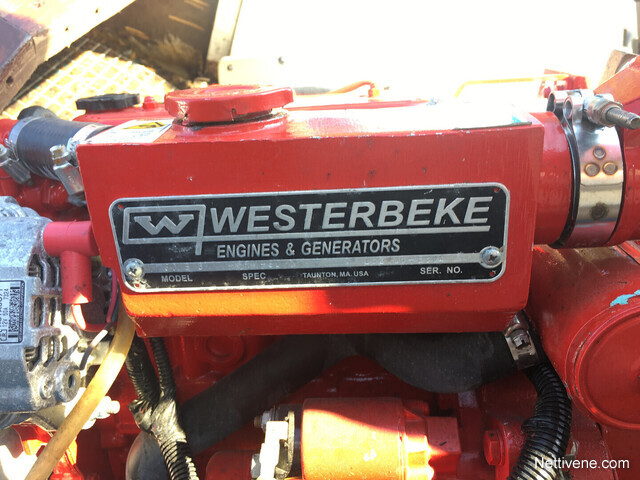 W WESTERBEKE
ENGINES & GENERATORS
MODEL SPEC TAUNTON, MA. USA SER. NO.
Nettivene.com